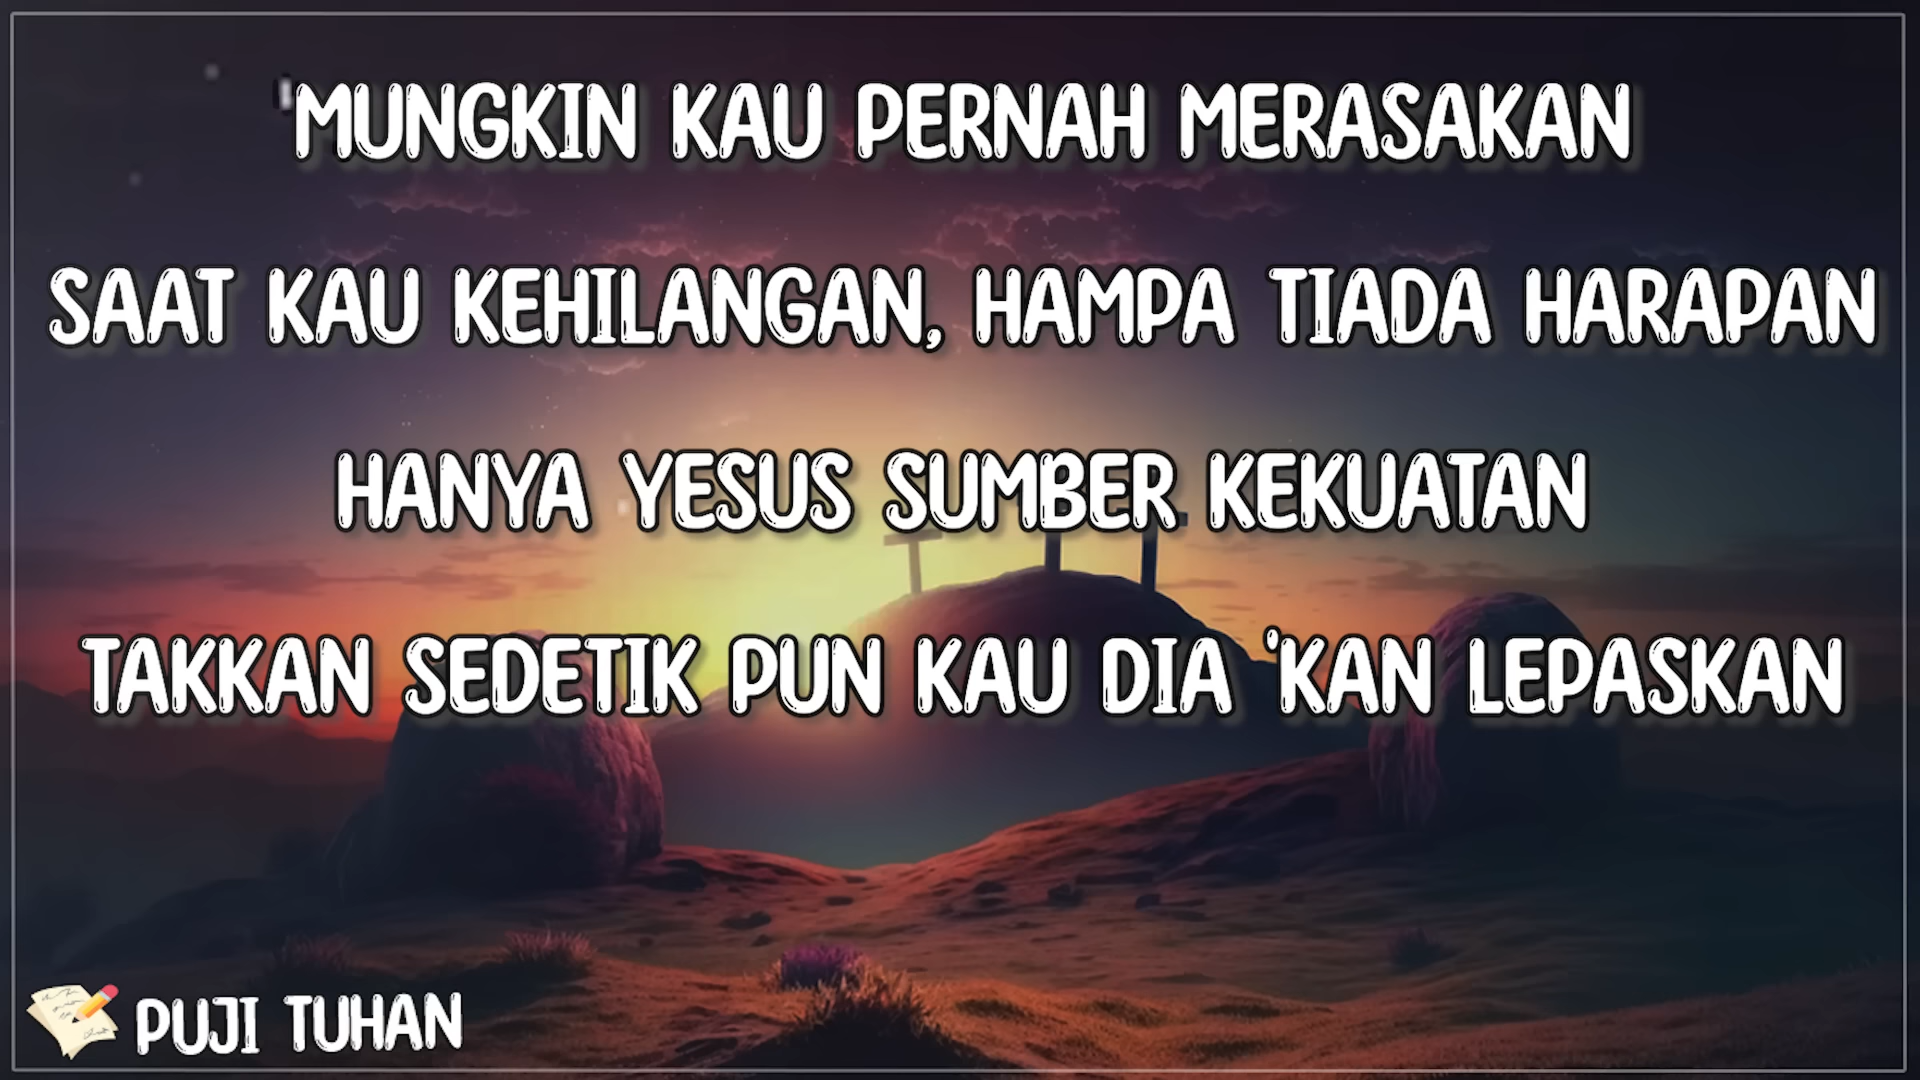 MUNGKIN KAU PERNAH MERASAKAN
SAAT KAU KEHILANGAN, HAMPA TIADA HARAPAN
HANYA YESUS SUMBER KEKUATAN
TAKKAN SEDETIK PUN KAU DIA 'KAN LEPASKAN
PUJI TUHAN